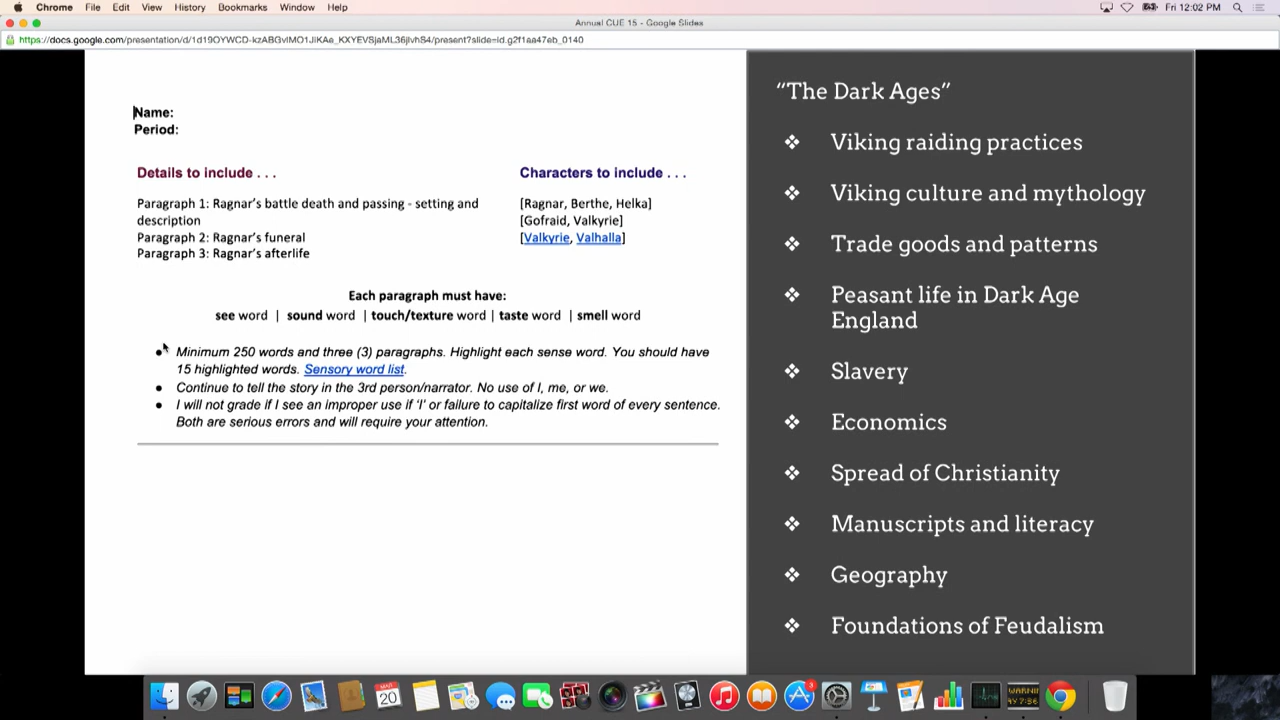 Chrome File Edit View History Bookmarks Window Help
Fri 12:02 PM
Annual CUE 15 - Google Slides
Name:
Period:
Details to include . . .
Characters to include . . .
Paragraph 1: Ragnar's battle death and passing - setting and
description
Paragraph 2: Ragnar's funeral
Paragraph 3: Ragnar's afterlife
[Ragnar, Berthe, Helka]
[Gofraid, Valkyrie]
[Valkyrie, Valhalla]
Each paragraph must have:
see word | sound word | touch/texture word | taste word | smell word
● Minimum 250 words and three (3) paragraphs. Highlight each sense word. You should have
15 highlighted words. Sensory word list.
● Continue to tell the story in the 3rd person/narrator. No use of I, me, or we.
● I will not grade if I see an improper use if 'I' or failure to capitalize first word of every sentence.
Both are serious errors and will require your attention.
“The Dark Ages”
❖ Viking raiding practices
❖ Viking culture and mythology
❖ Trade goods and patterns
❖ Peasant life in Dark Age
England
❖ Slavery
❖ Economics
❖ Spread of Christianity
❖ Manuscripts and literacy
❖ Geography
❖ Foundations of Feudalism
20
3